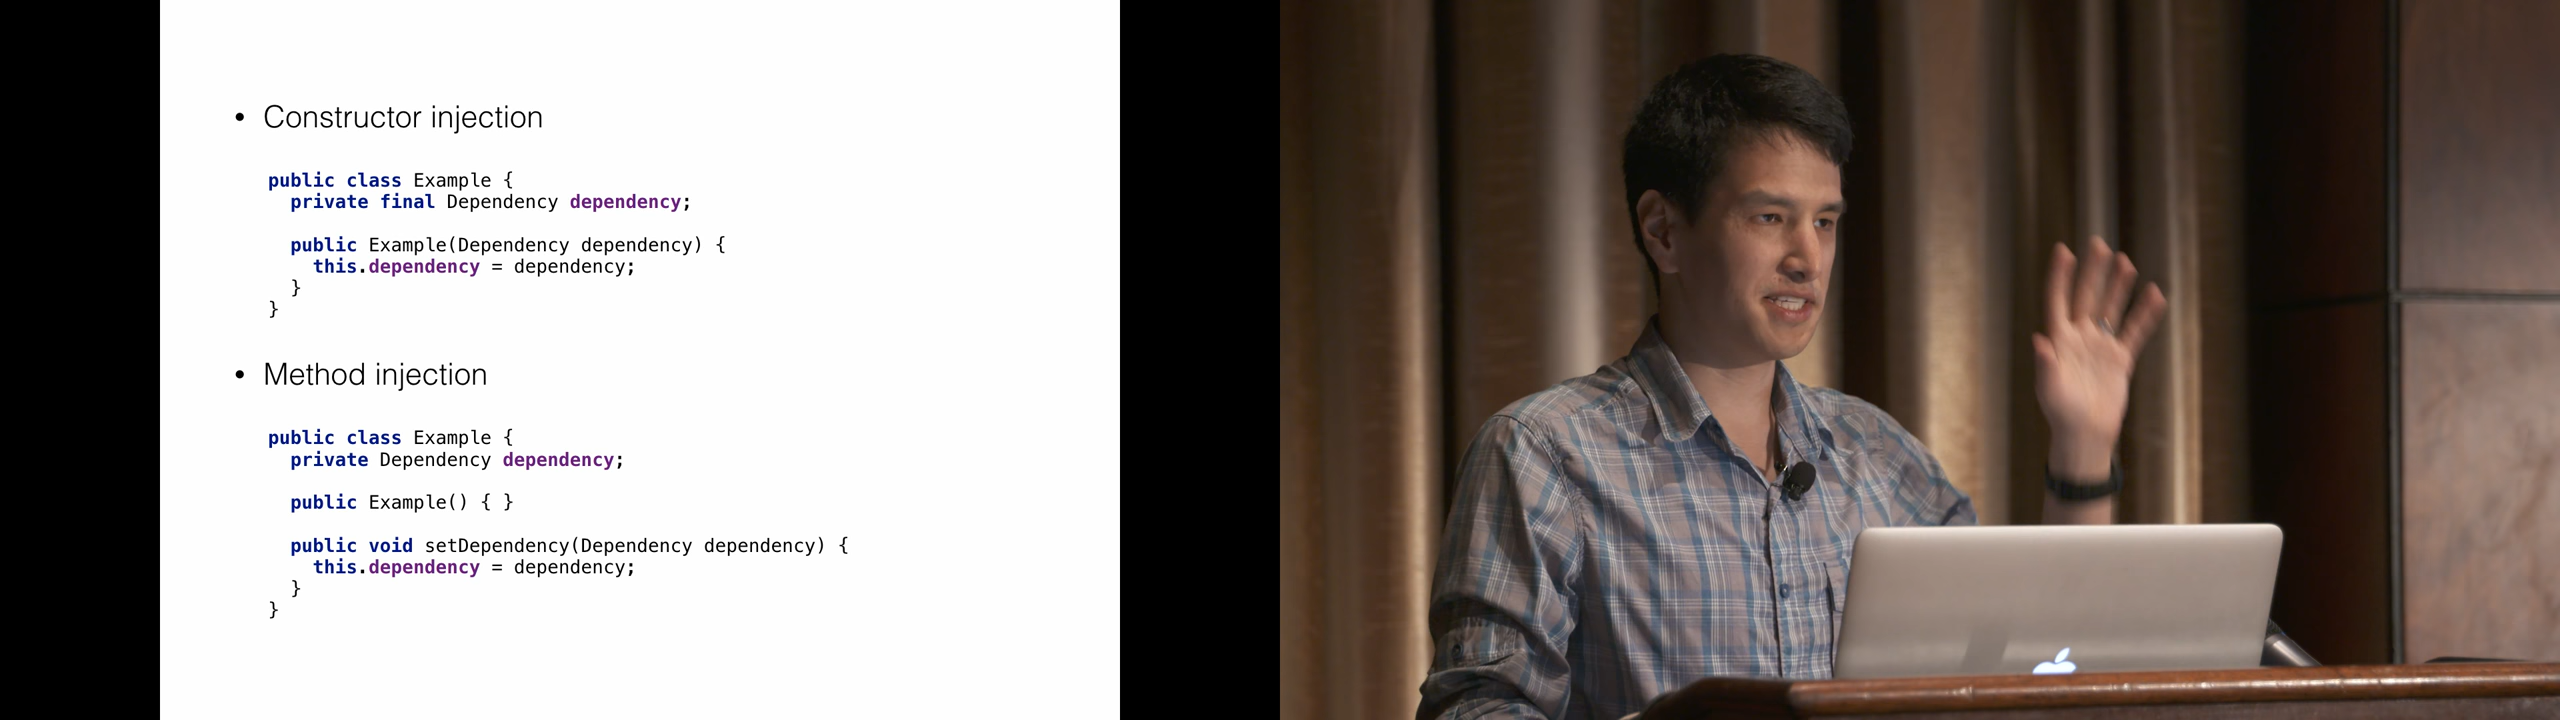 • Constructor injection
public class Example {
private final Dependency dependency;
public Example(Dependency dependency) {
this.dependency = dependency;
}
}
• Method injection
public class Example {
private Dependency dependency;
public Example() { }
public void setDependency(Dependency dependency) {
this.dependency = dependency;
}
}